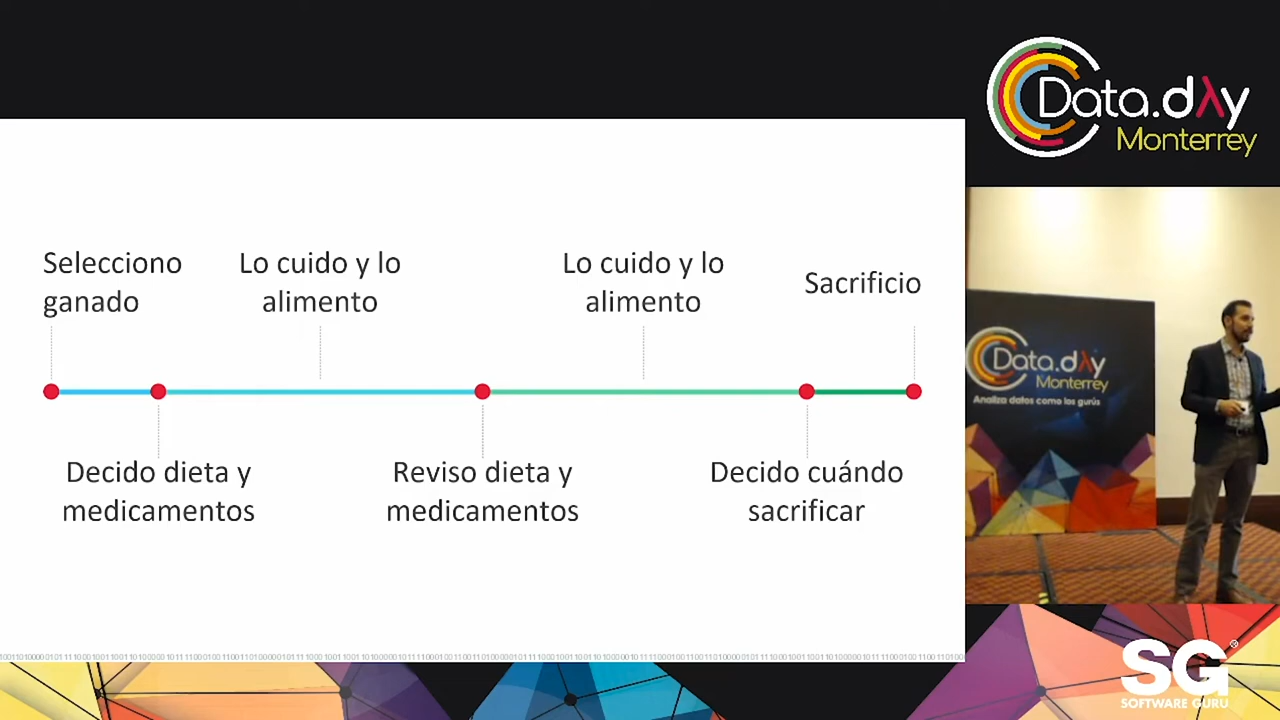 Data.dλy
Monterrey
Selecciono
ganado
Lo cuido y lo
alimento
Lo cuido y lo
alimento
Sacrificio
Decido dieta y
medicamentos
Reviso dieta y
medicamentos
Decido cuándo
sacrificar
Data.dλy
Monterrey
Analiza datos como los gurús
SG
SOFTWARE GURU